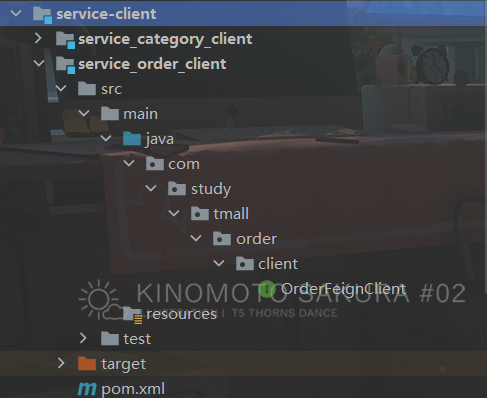 service-client
service_category_client
service_order_client
src
main
java
com
study
tmall
order
client
I OrderFeignClient
KINOMOTO SAKURA #02
resources
T5 THORNS DANCE
test
target
m pom.xml